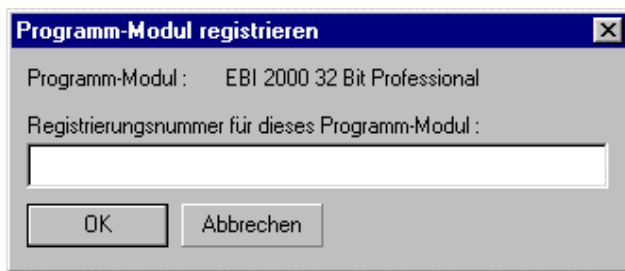 Programm-Modul registrieren
Programm-Modul : EBI 2000 32 Bit Professional
Registrierungsnummer für dieses Programm-Modul :
OK Abbrechen